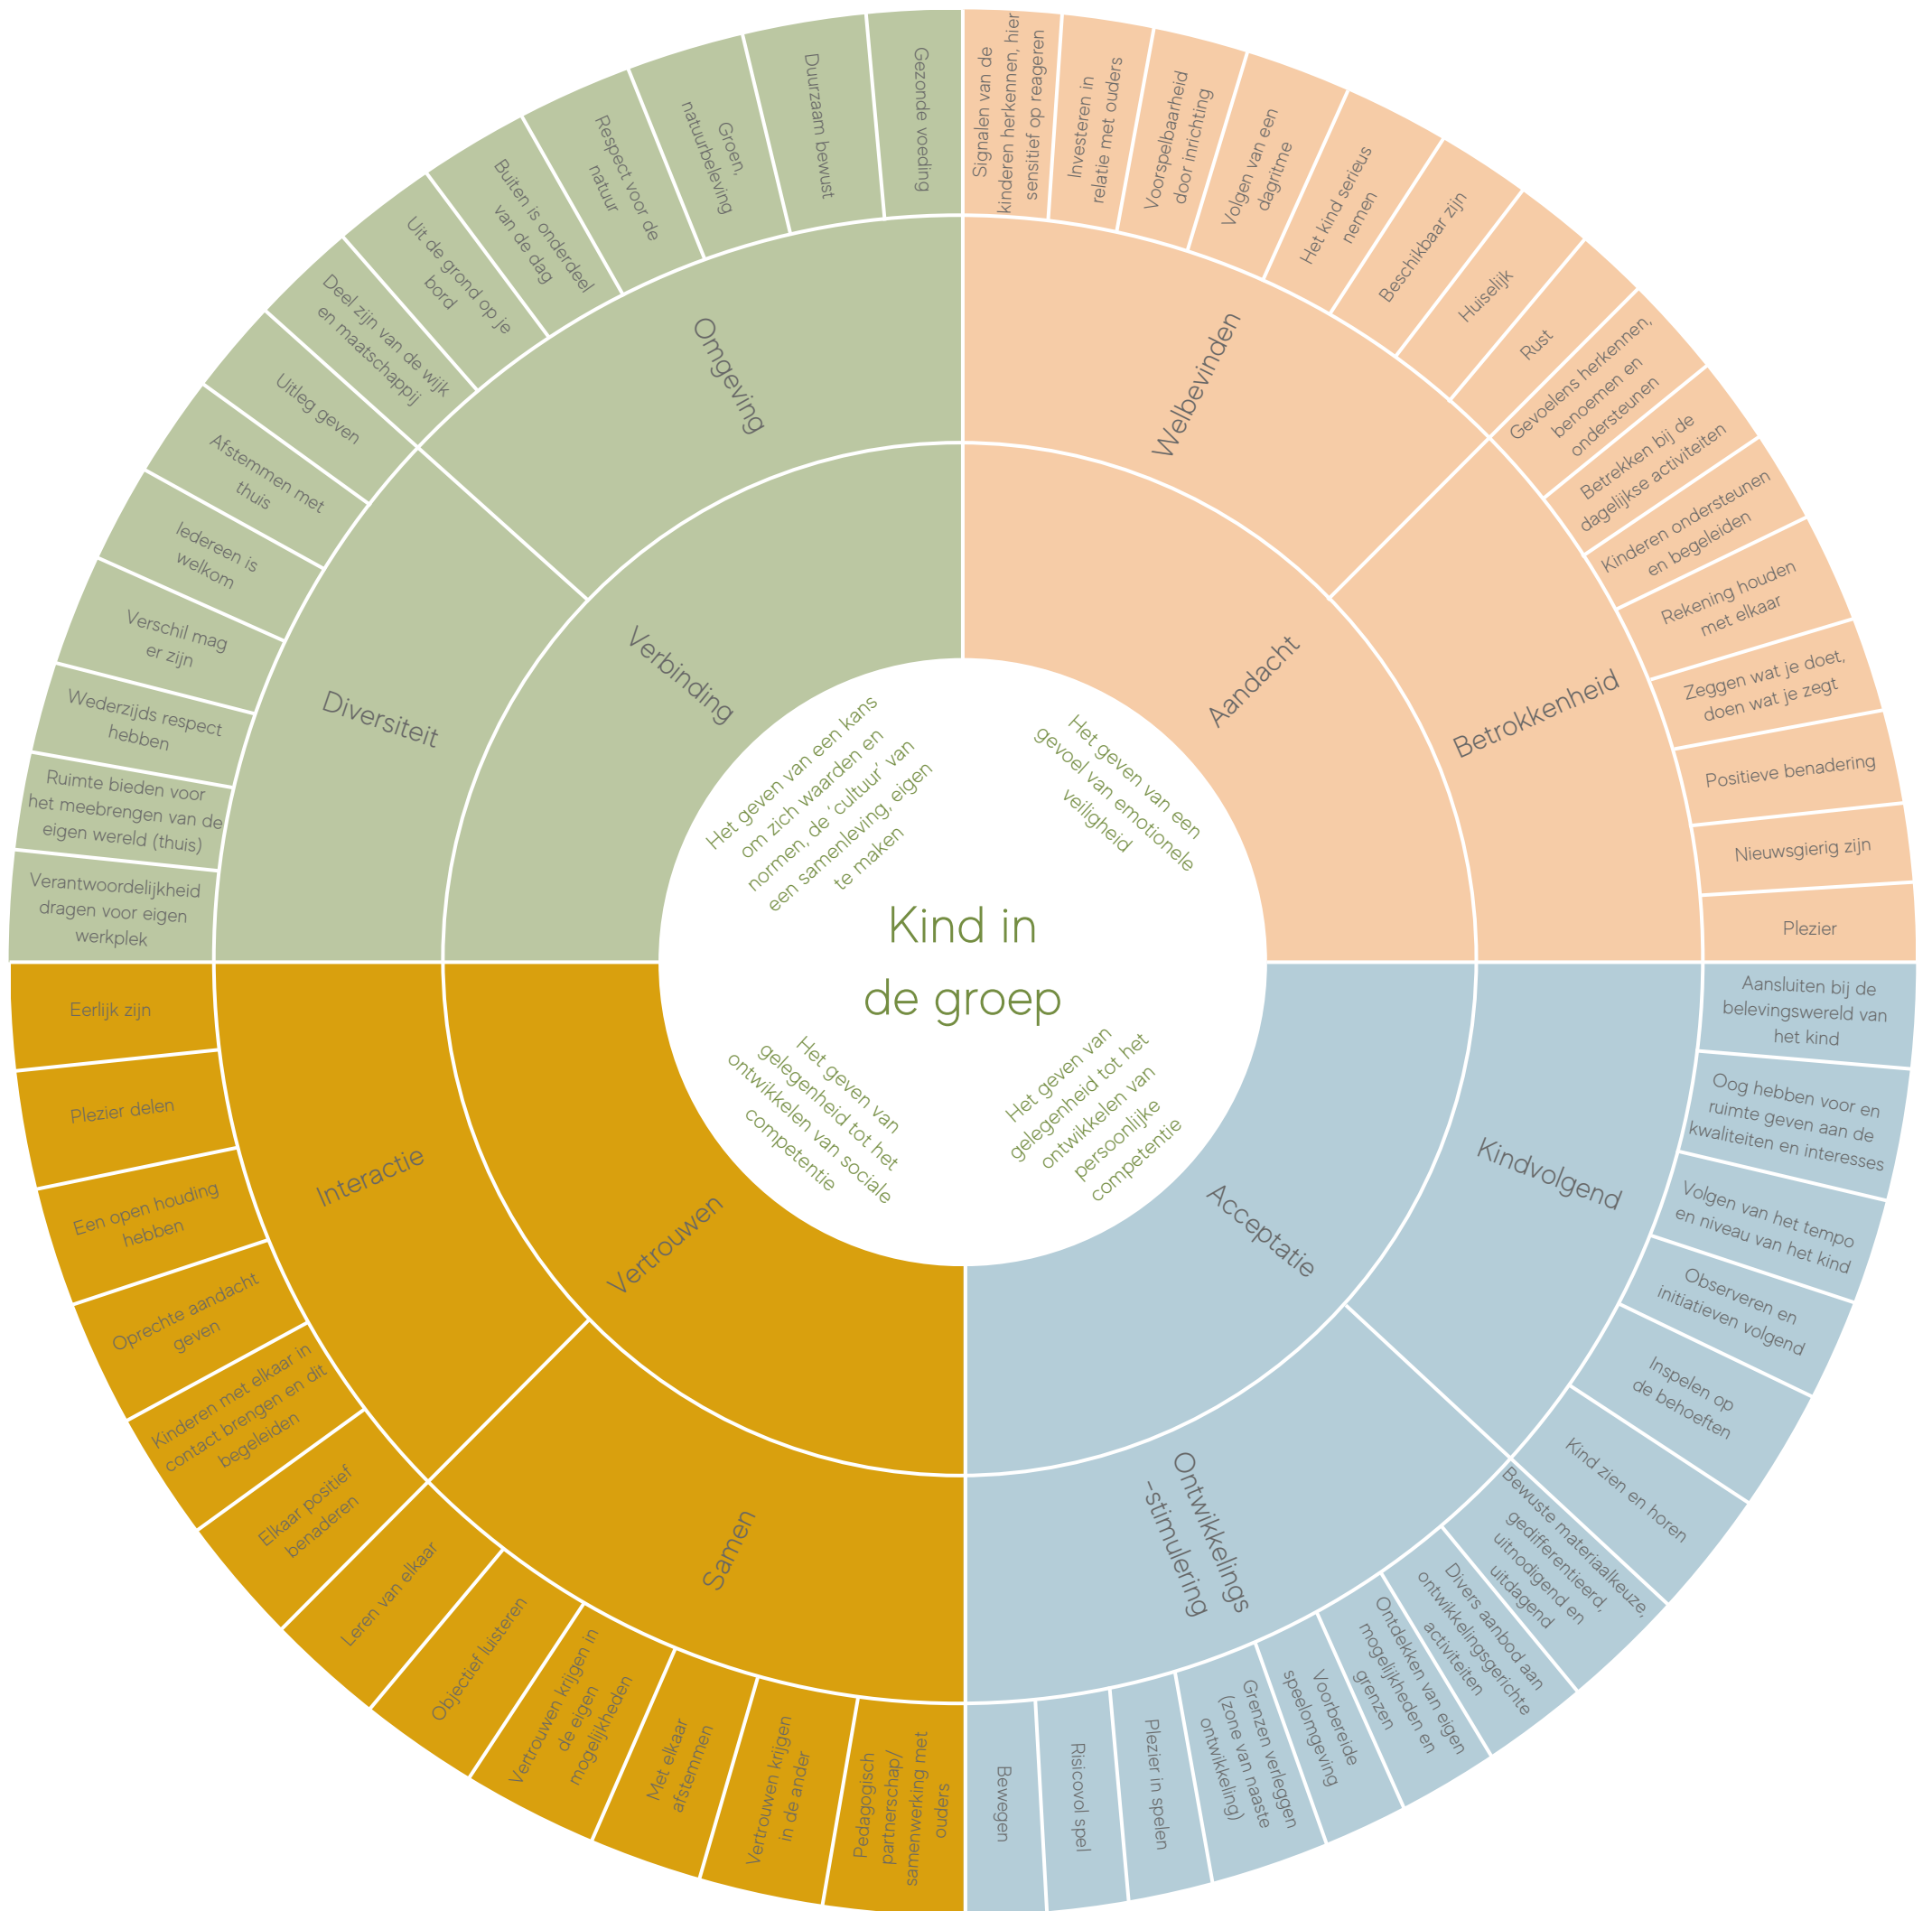 Kind in
de groep
Het geven van een
gevoel van emotionele
veiligheid
Het geven van
gelegenheid tot het
ontwikkelen van
persoonlijke
competentie
Het geven van
gelegenheid tot het
ontwikkelen van sociale
competentie
Het geven van een kans
om zich waarden en
normen, de ‘cultuur’ van
een samenleving, eigen
te maken
Aandacht
Welbevinden
Signalen van de
kinderen herkennen, hier
sensitief op reageren
Investeren in
relatie met ouders
Voorspelbaarheid
door inrichting
Volgen van een
dagritme
Het kind serieus
nemen
Beschikbaar zijn
Huiselijk
Rust
Betrokkenheid
Gevoelens herkennen,
benoemen en
ondersteunen
Betrekken bij de
dagelijkse activiteiten
Kinderen ondersteunen
en begeleiden
Rekening houden
met elkaar
Zeggen wat je doet,
doen wat je zegt
Positieve benadering
Nieuwsgierig zijn
Plezier
Acceptatie
Kindvolgend
Aansluiten bij de
belevingswereld van
het kind
Oog hebben voor en
ruimte geven aan de
kwaliteiten en interesses
Volgen van het tempo
en niveau van het kind
Observeren en
initiatieven volgend
Inspelen op
de behoeften
Kind zien en horen
Ontwikkelings
-stimulering
Bewuste materiaalkeuze,
gedifferentieerd,
uitnodigend en
uitdagend
Divers aanbod aan
ontwikkelingsgerichte
activiteiten
Ontdekken van eigen
mogelijkheden en
grenzen
Voorbereide
speelomgeving
Grenzen verleggen
(zone van naaste
ontwikkeling)
Plezier in spelen
Risicovol spel
Bewegen
Vertrouwen
Samen
Pedagogisch
partnerschap/
samenwerking met
ouders
Vertrouwen krijgen
in de ander
Met elkaar
afstemmen
Vertrouwen krijgen in
de eigen
mogelijkheden
Objectief luisteren
Leren van elkaar
Interactie
Elkaar positief
benaderen
Kinderen met elkaar in
contact brengen en dit
begeleiden
Oprechte aandacht
geven
Een open houding
hebben
Plezier delen
Eerlijk zijn
Verbinding
Diversiteit
Verantwoordelijkheid
dragen voor eigen
werkplek
Ruimte bieden voor
het meebrengen van de
eigen wereld (thuis)
Wederzijds respect
hebben
Verschil mag
er zijn
Iedereen is
welkom
Afstemmen met
thuis
Uitleg geven
Omgeving
Deel zijn van de wijk
en maatschappij
Uit de grond op je
bord
Buiten is onderdeel
van de dag
Respect voor de
natuur
Groen,
natuurbeleving
Duurzaam bewust
Gezonde voeding